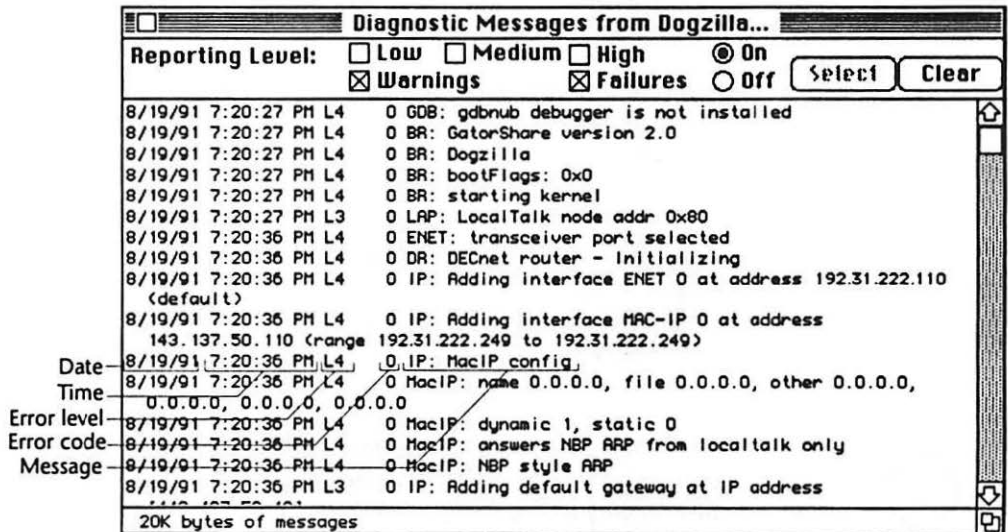 Diagnostic Messages from Dogzilla...
Reporting Level: Low Medium High On
Warnings Failures Off Select Clear
8/19/91 7:20:27 PM L4 0 GDB: gdbnub debugger is not installed
8/19/91 7:20:27 PM L4 0 BR: GatorShare version 2.0
8/19/91 7:20:27 PM L4 0 BR: Dogzilla
8/19/91 7:20:27 PM L4 0 BR: bootFlags: 0x0
8/19/91 7:20:27 PM L4 0 BR: starting kernel
8/19/91 7:20:27 PM L3 0 LAP: LocalTalk node addr 0x80
8/19/91 7:20:36 PM L4 0 ENET: transceiver port selected
8/19/91 7:20:36 PM L4 0 DR: DECnet router - Initializing
8/19/91 7:20:36 PM L4 0 IP: Adding interface ENET 0 at address 192.31.222.110
(default)
8/19/91 7:20:36 PM L4 0 IP: Adding interface MAC-IP 0 at address
143.137.50.110 (range 192.31.222.249 to 192.31.222.249)
Date 8/19/91 7:20:36 PM L4 0 IP: MacIP config
Time 8/19/91 7:20:36 PM L4 0 MacIP: name 0.0.0.0, file 0.0.0.0, other 0.0.0.0,
Error level 0.0.0.0, 0.0.0.0, 0.0.0.0
8/19/91 7:20:36 PM L4 0 MacIP: dynamic 1, static 0
Error code 8/19/91 7:20:36 PM L4 0 MacIP: answers NBP ARP from localtalk only
Message 8/19/91 7:20:36 PM L4 0 MacIP: NBP style ARP
8/19/91 7:20:36 PM L3 0 IP: Adding default gateway at IP address
20K bytes of messages